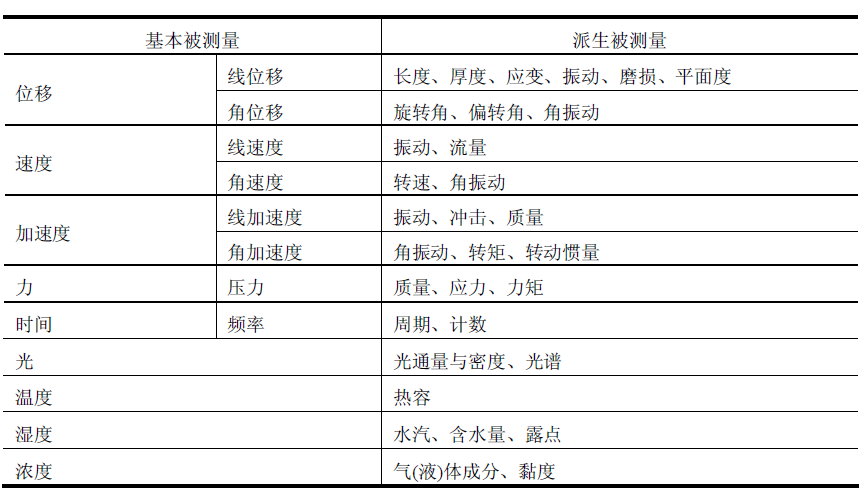 基本被测量 派生被测量
位移 线位移 长度、厚度、应变、振动、磨损、平面度
角位移 旋转角、偏转角、角振动
速度 线速度 振动、流量
角速度 转速、角振动
加速度 线加速度 振动、冲击、质量
角加速度 角振动、转矩、转动惯量
力 压力 质量、应力、力矩
时间 频率 周期、计数
光 光通量与密度、光谱
温度 热容
湿度 水汽、含水量、露点
浓度 气(液)体成分、黏度